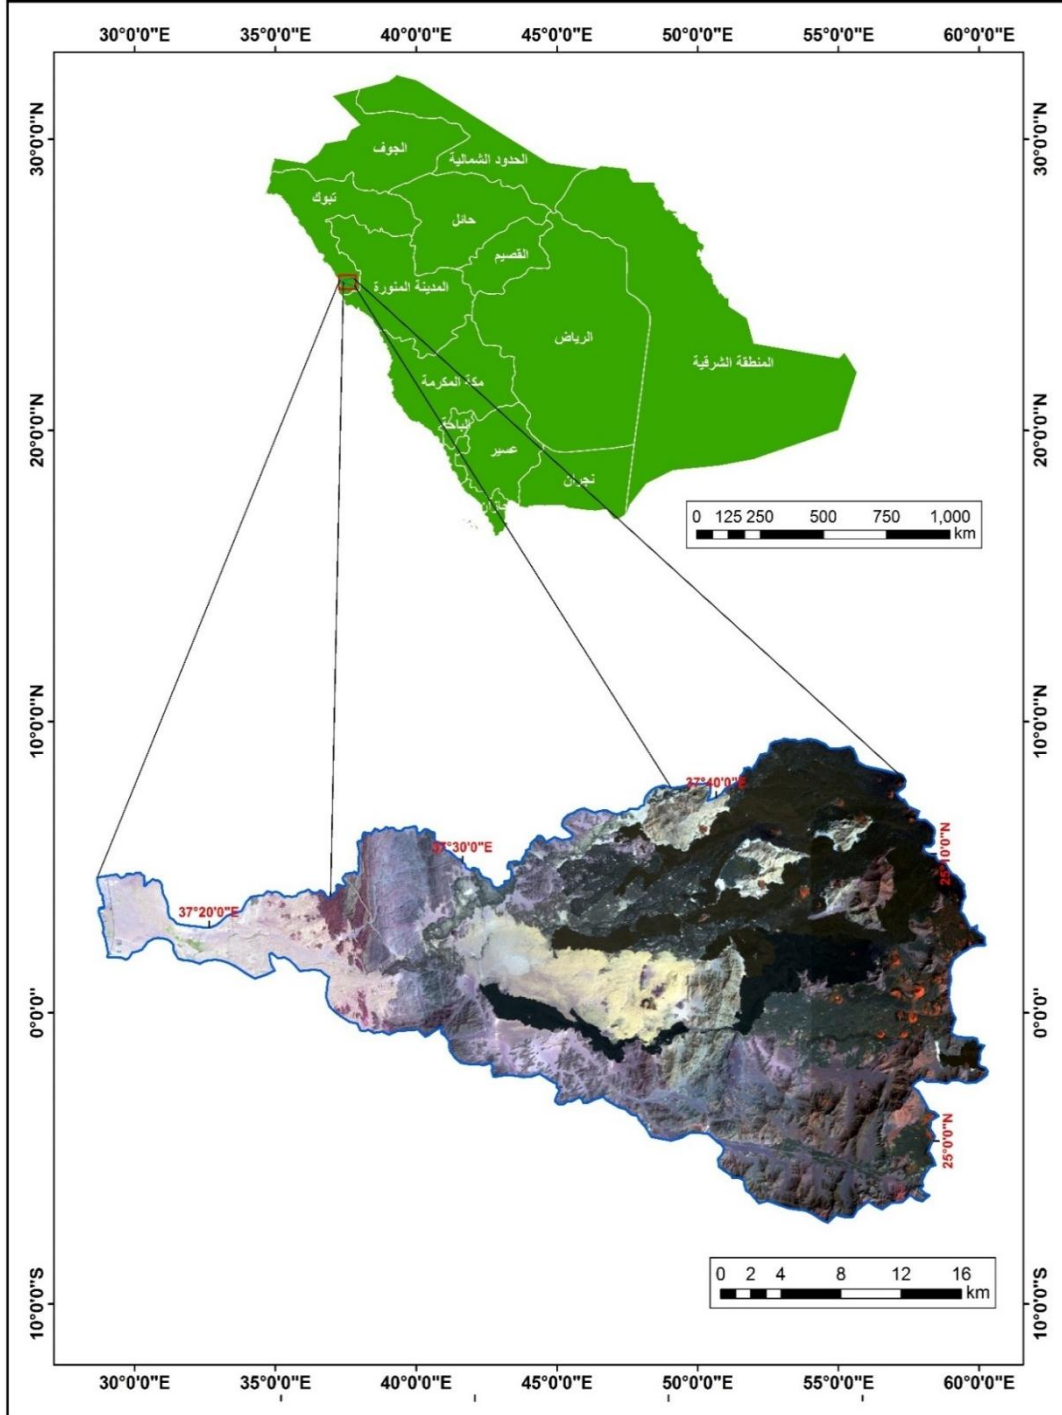 30°0'0"E 35°0'0"E 40°0'0"E 45°0'0"E 50°0'0"E 55°0'0"E 60°0'0"E
30°0'0"N
30°0'0"N
الجوف
الحدود الشمالية
تبوك
حائل
القصيم
المدينة المنورة
الرياض
المنطقة الشرقية
مكة المكرمة
20°0'0"N
20°0'0"N
الباحة
عسير
نجران
0 125 250 500 750 1,000
km
10°0'0"N
10°0'0"N
37°40'0"E
37°30'0"E
25°10'0"N
37°20'0"E
0°0'0"
0°0'0"
25°0'0"N
0 2 4 8 12 16
km
10°0'0"S
10°0'0"S
30°0'0"E 35°0'0"E 40°0'0"E 45°0'0"E 50°0'0"E 55°0'0"E 60°0'0"E